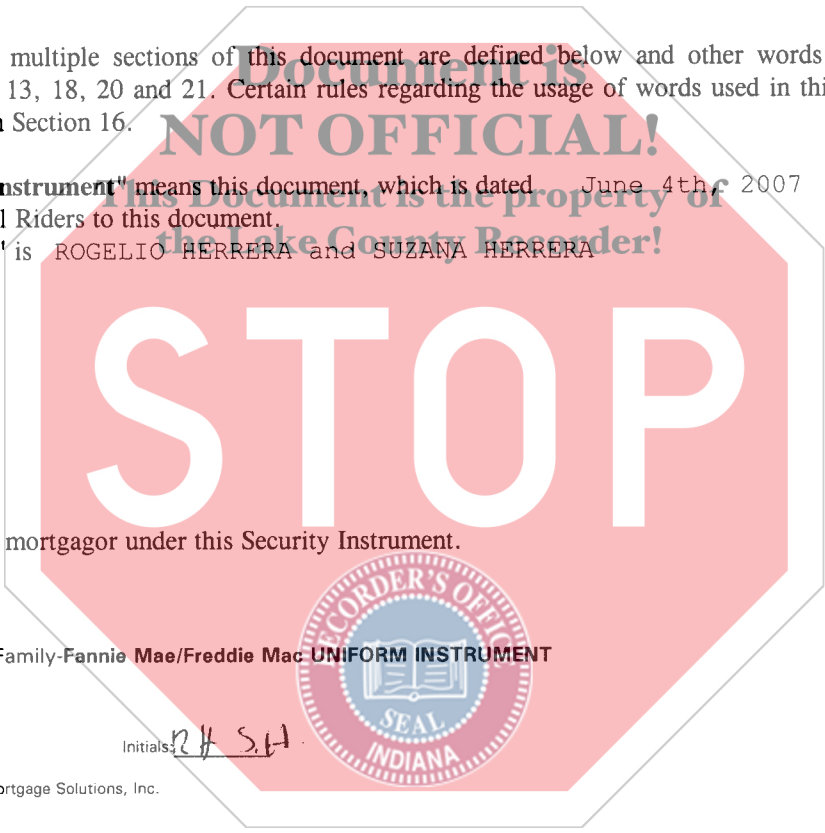 multiple sections of this document are defined below and other words
13, 18, 20 and 21. Certain rules regarding the usage of words used in thi
Section 16.
Document is
NOT OFFICIAL!
This Document is the property of
the Lake County Recorder!
nstrument" means this document, which is dated June 4th, 2007
l Riders to this document.
" is ROGELIO HERRERA and SUZANA HERRERA
STOP
mortgagor under this Security Instrument.
RECORDER'S OFFICE
SEAL
INDIANA
Family-Fannie Mae/Freddie Mac UNIFORM INSTRUMENT
Initials: RH S.H.
ortgage Solutions, Inc.